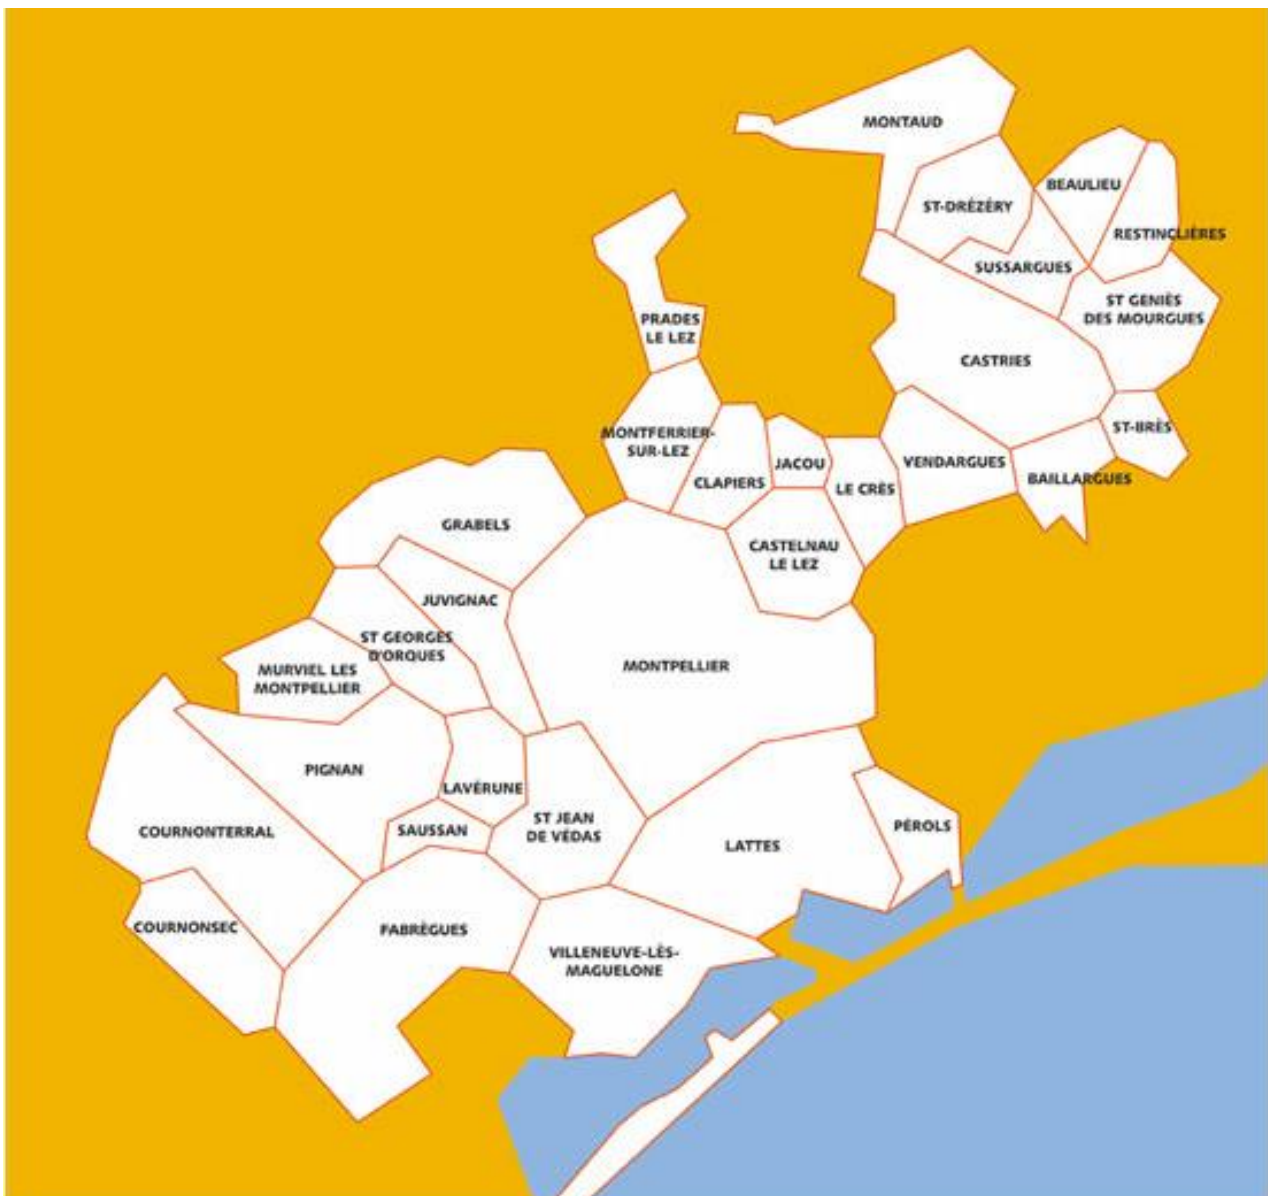 MONTAUD
BEAULIEU
ST-DRÉZÉRY
RESTINCLIÉRES
SUSSARGUES
ST GENIÈS
DES MOURGUES
PRADES
LE LEZ
CASTRIES
ST-BRÈS
MONTFERRIER-
SUR-LEZ
JACOU
VENDARGUES
CLAPIERS
LE CRÈS
BAILLARGUES
GRABELS
CASTELNAU
LE LEZ
JUVIGNAC
ST GEORGES
D'ORQUES
MONTPELLIER
MURVIEL LES
MONTPELLIER
PIGNAN
LAVÉRUNE
ST JEAN
DE VÉDAS
PÉROLS
COURNONTERRAL
SAUSSAN
LATTES
COURNONSEC
FABRÈGUES
VILLENEUVE-LÈS-
MAGUELONE